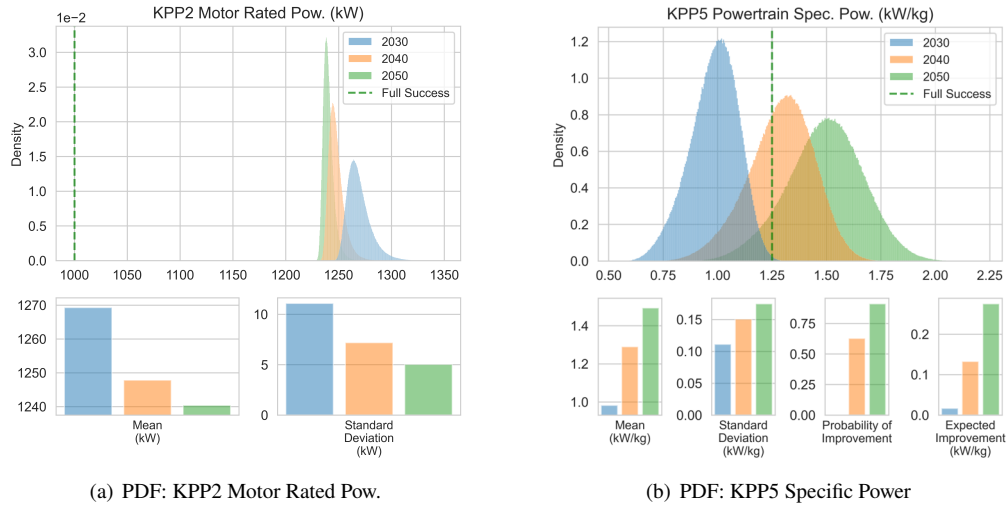 KPP2 Motor Rated Pow. (kW)
1e−2
3.0
2.5
2.0
1.5
1.0
0.5
0.0
Density
2030
2040
2050
Full Success
1000 1050 1100 1150 1200 1250 1300 1350
1270
1260
1250
1240
Mean
(kW)
10
5
0
Standard
Deviation
(kW)
(a) PDF: KPP2 Motor Rated Pow.
KPP5 Powertrain Spec. Pow. (kW/kg)
1.2
1.0
0.8
0.6
0.4
0.2
0.0
Density
2030
2040
2050
Full Success
0.50 0.75 1.00 1.25 1.50 1.75 2.00 2.25
1.4
1.2
1.0
Mean
(kW/kg)
0.15
0.10
0.05
0.00
Standard
Deviation
(kW/kg)
0.75
0.50
0.25
0.00
Probability of
Improvement
0.2
0.1
0.0
Expected
Improvement
(kW/kg)
(b) PDF: KPP5 Specific Power